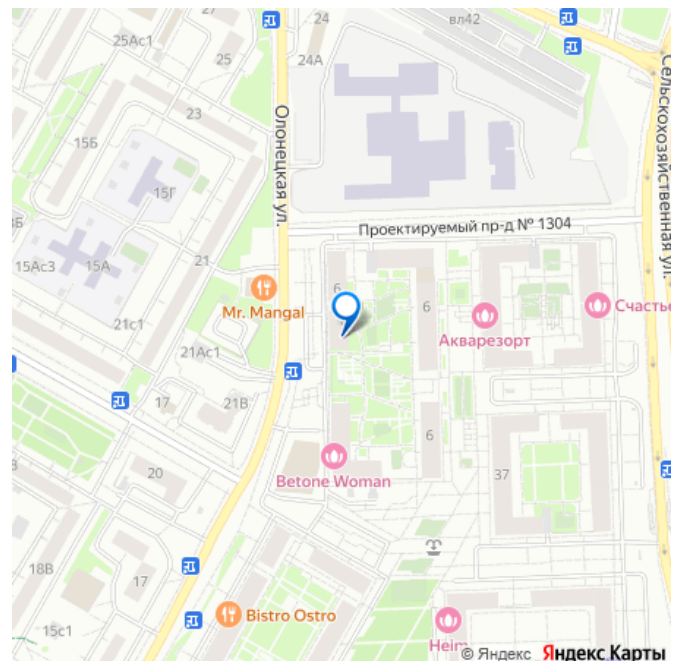 27
24
вл42
25Ас1
25
24А
23
15Б
Олонецкая ул.
Сельскохозяйственная ул.
15Г
Проектируемый пр-д № 1304
15Ас3
15А
21
6
6
Mr. Mangal
Счастье
21с1
Акварезорт
21Ас1
17
21В
6
20
Betone Woman
37
18В
17
Bistro Ostro
15с1
Heim
© Яндекс Яндекс Карты